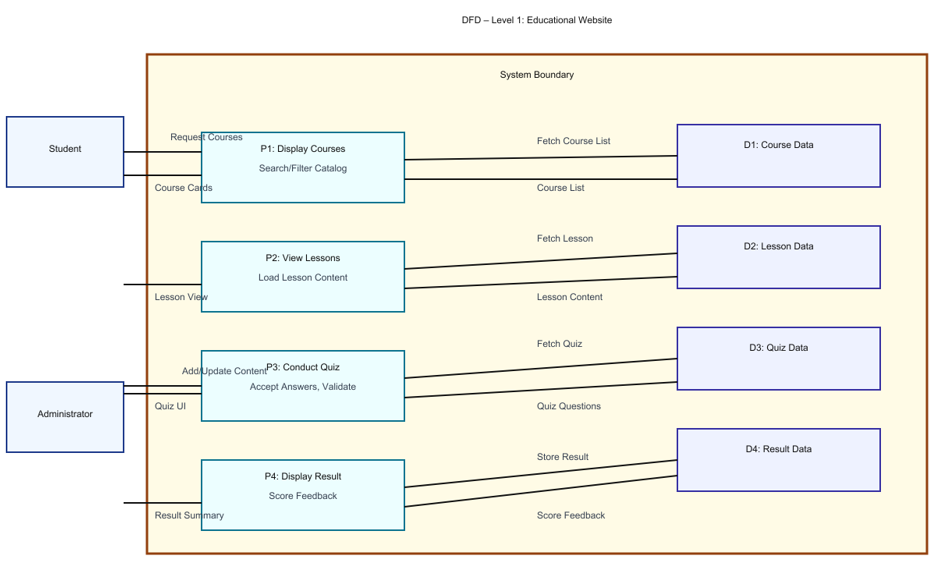 DFD – Level 1: Educational Website
System Boundary
Student
Request Courses
Course Cards
P1: Display Courses
Search/Filter Catalog
Fetch Course List
Course List
D1: Course Data
P2: View Lessons
Load Lesson Content
Lesson View
Fetch Lesson
Lesson Content
D2: Lesson Data
Administrator
Add/Update Content
Quiz UI
P3: Conduct Quiz
Accept Answers, Validate
Fetch Quiz
Quiz Questions
D3: Quiz Data
P4: Display Result
Score Feedback
Result Summary
Store Result
Score Feedback
D4: Result Data